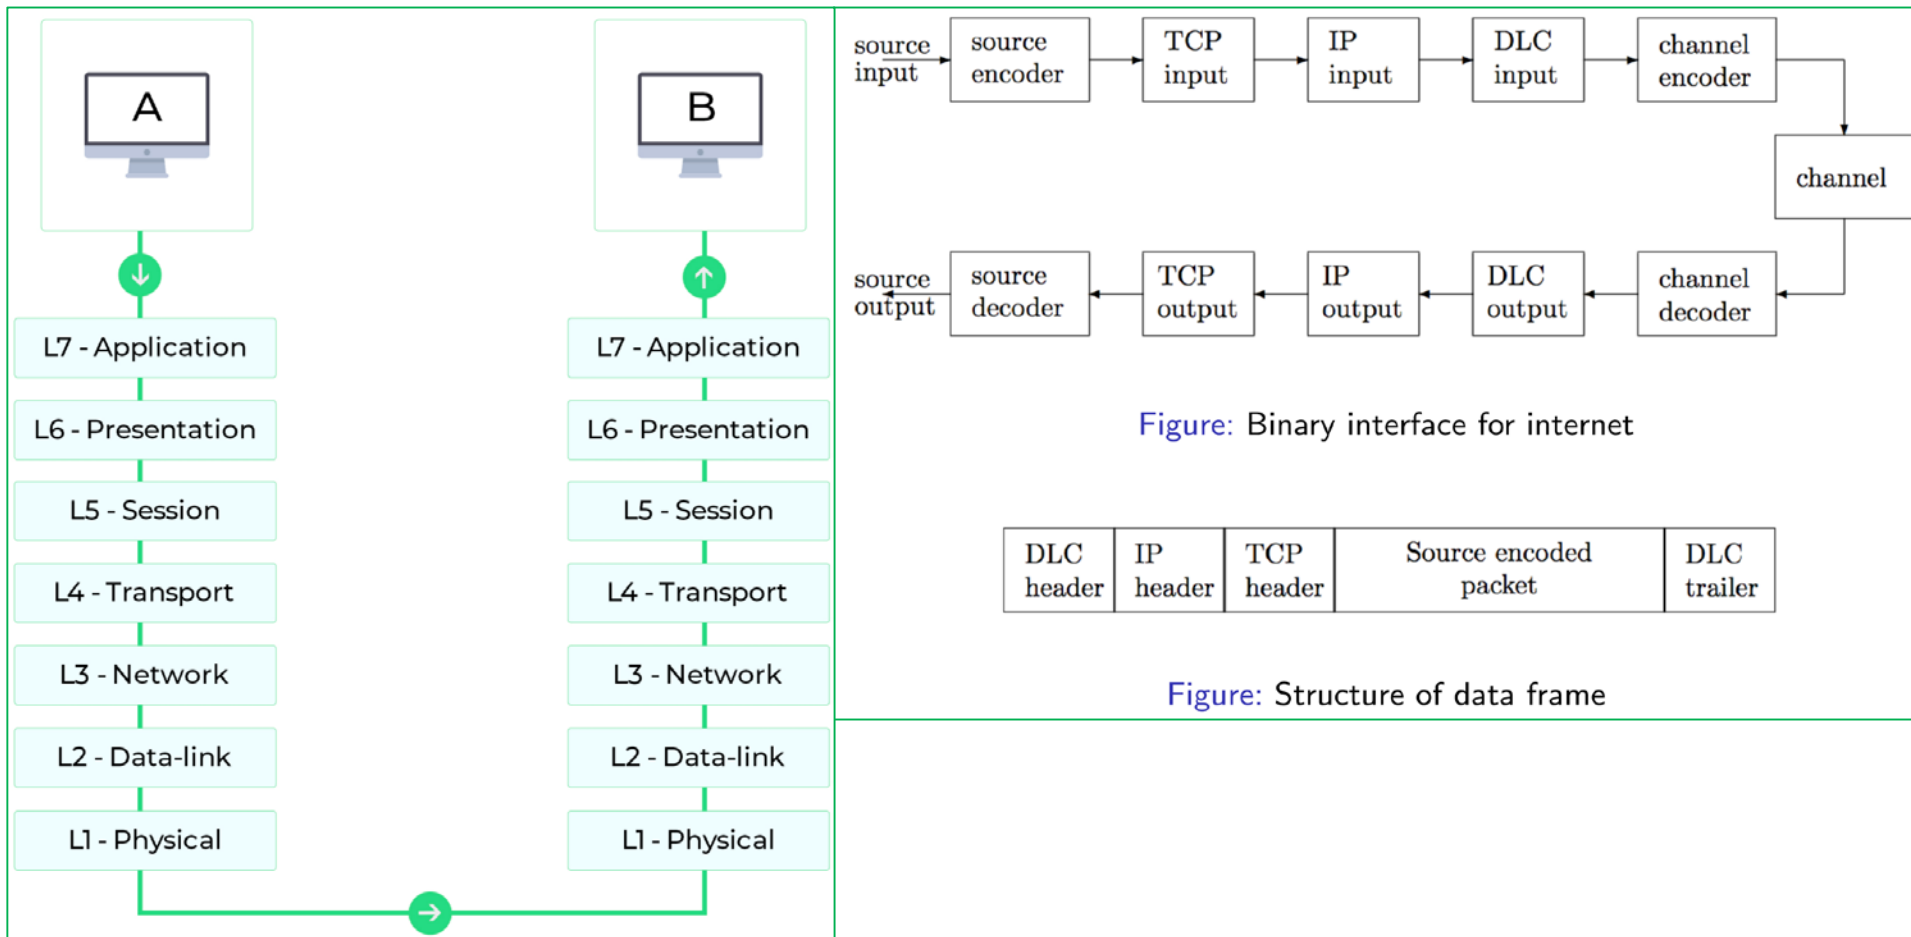 A
L7 - Application
L6 - Presentation
L5 - Session
L4 - Transport
L3 - Network
L2 - Data-link
L1 - Physical
B
L7 - Application
L6 - Presentation
L5 - Session
L4 - Transport
L3 - Network
L2 - Data-link
L1 - Physical
source
input
source
encoder
TCP
input
IP
input
DLC
input
channel
encoder
channel
source
output
source
decoder
TCP
output
IP
output
DLC
output
channel
decoder
Figure: Binary interface for internet
DLC
header
IP
header
TCP
header
Source encoded
packet
DLC
trailer
Figure: Structure of data frame